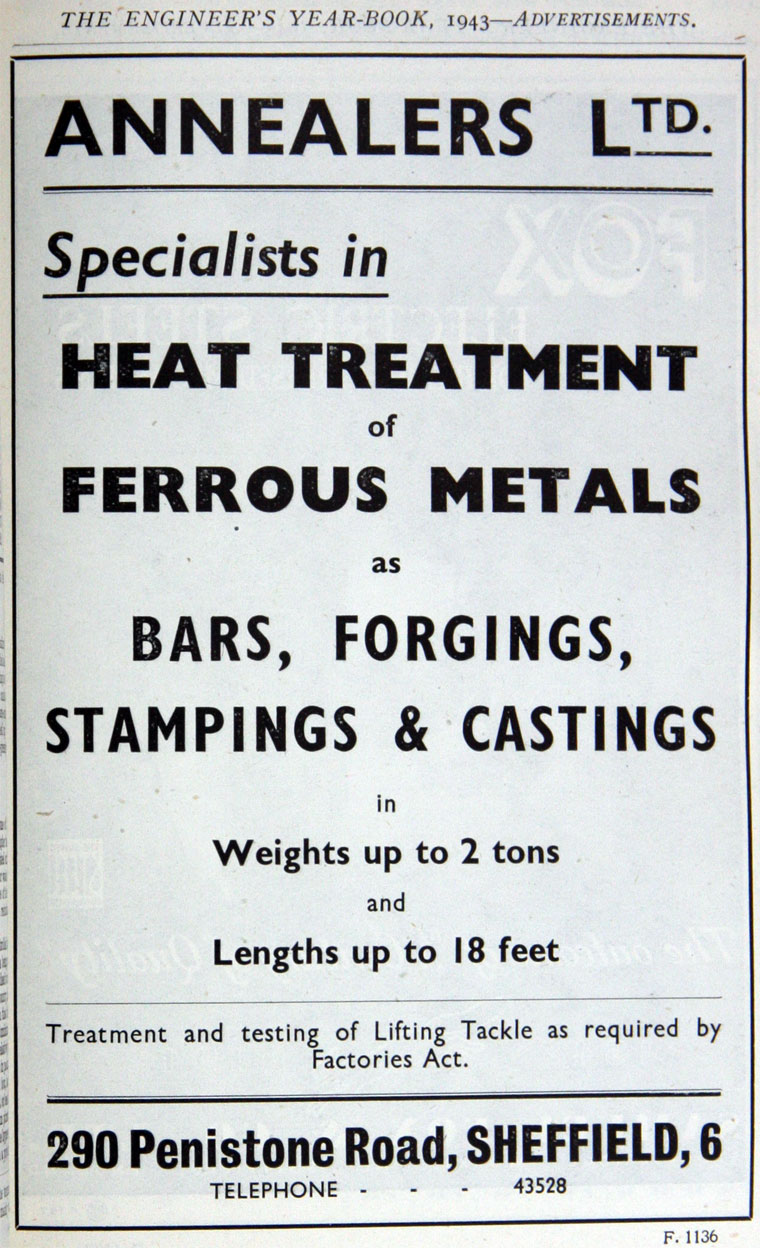 THE ENGINEER'S YEAR-BOOK, 1943—ADVERTISEMENTS.
ANNEALERS LTD.
Specialists in
HEAT TREATMENT
of
FERROUS METALS
as
BARS, FORGINGS,
STAMPINGS & CASTINGS
in
Weights up to 2 tons
and
Lengths up to 18 feet
Treatment and testing of Lifting Tackle as required by
Factories Act.
290 Penistone Road, SHEFFIELD, 6
TELEPHONE - - - 43528
F. 1136